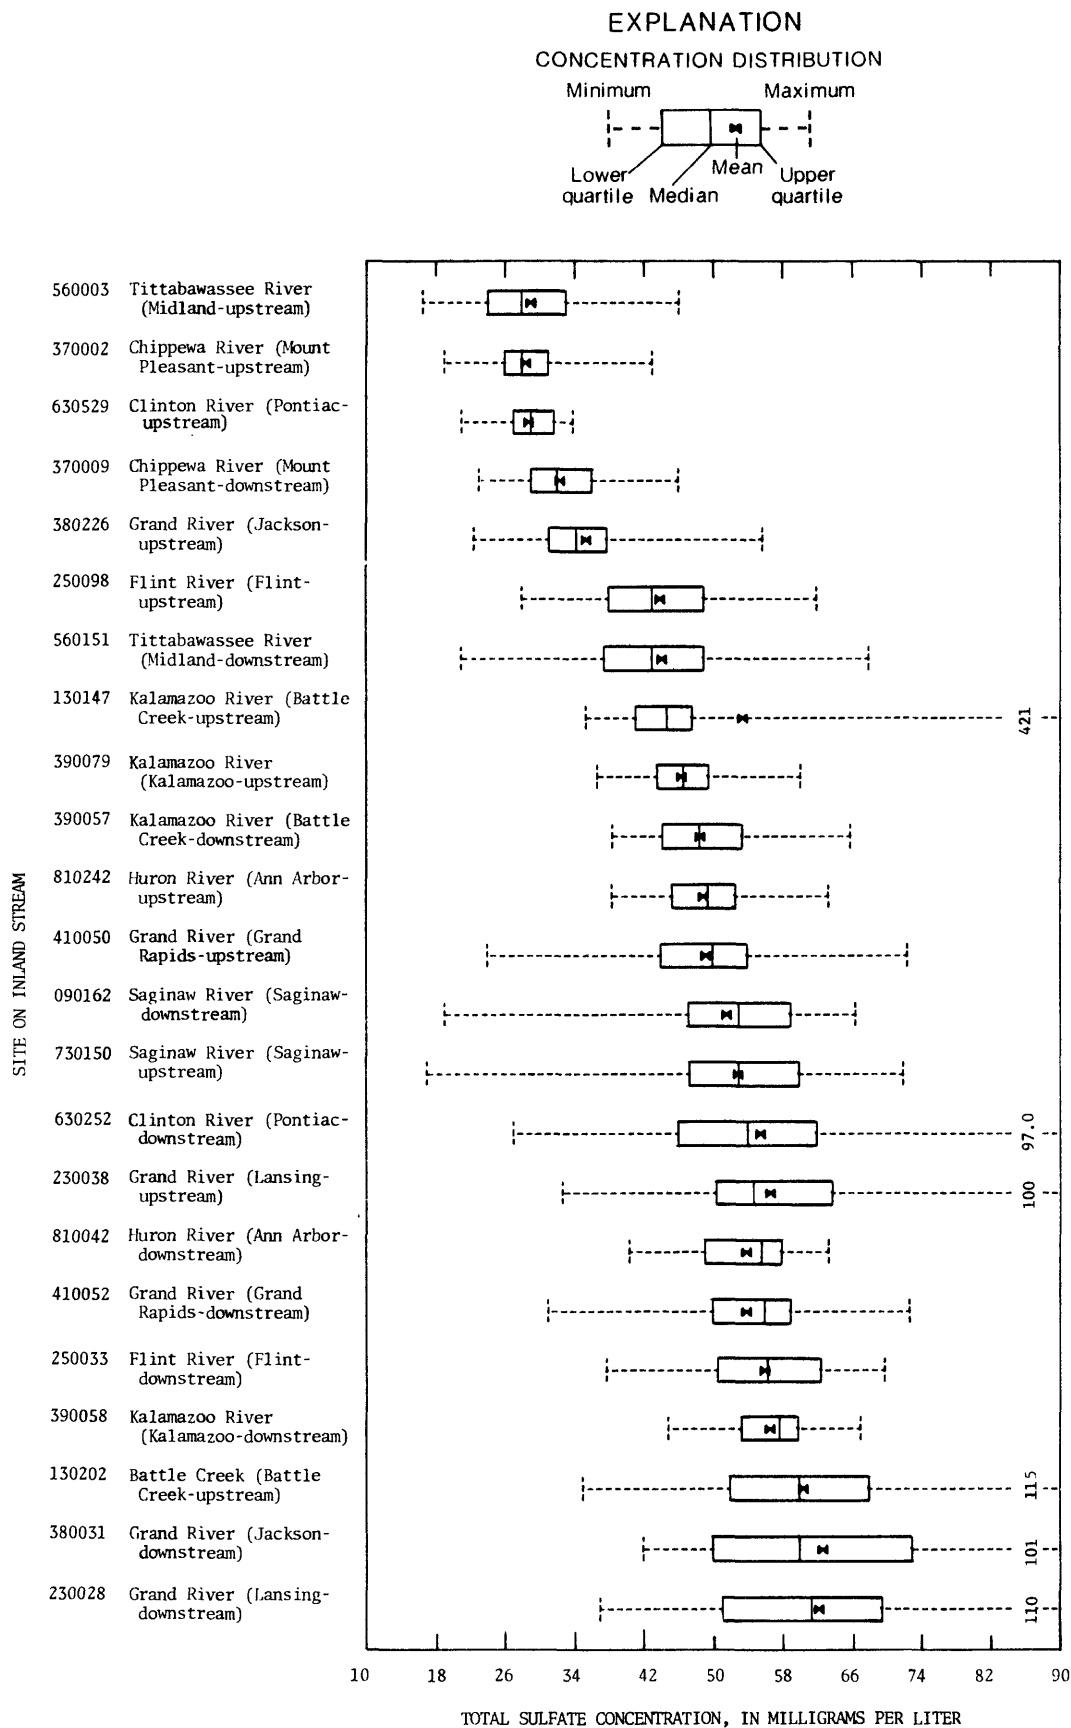 EXPLANATION
CONCENTRATION DISTRIBUTION
Minimum Maximum
Lower quartile Median Mean Upper quartile
560003 Tittabawassee River
(Midland-upstream)
370002 Chippewa River (Mount
Pleasant-upstream)
630529 Clinton River (Pontiac-
upstream)
370009 Chippewa River (Mount
Pleasant-downstream)
380226 Grand River (Jackson-
upstream)
250098 Flint River (Flint-
upstream)
560151 Tittabawassee River
(Midland-downstream)
130147 Kalamazoo River (Battle
Creek-upstream)
421
390079 Kalamazoo River
(Kalamazoo-upstream)
390057 Kalamazoo River (Battle
Creek-downstream)
810242 Huron River (Ann Arbor-
upstream)
410050 Grand River (Grand
Rapids-upstream)
090162 Saginaw River (Saginaw-
downstream)
730150 Saginaw River (Saginaw-
upstream)
630252 Clinton River (Pontiac-
downstream)
97.0
230038 Grand River (Lansing-
upstream)
100
810042 Huron River (Ann Arbor-
downstream)
410052 Grand River (Grand
Rapids-downstream)
250033 Flint River (Flint-
downstream)
390058 Kalamazoo River
(Kalamazoo-downstream)
130202 Battle Creek (Battle
Creek-upstream)
115
380031 Grand River (Jackson-
downstream)
101
230028 Grand River (Lansing-
downstream)
110
SITE ON INLAND STREAM
10 18 26 34 42 50 58 66 74 82 90
TOTAL SULFATE CONCENTRATION, IN MILLIGRAMS PER LITER